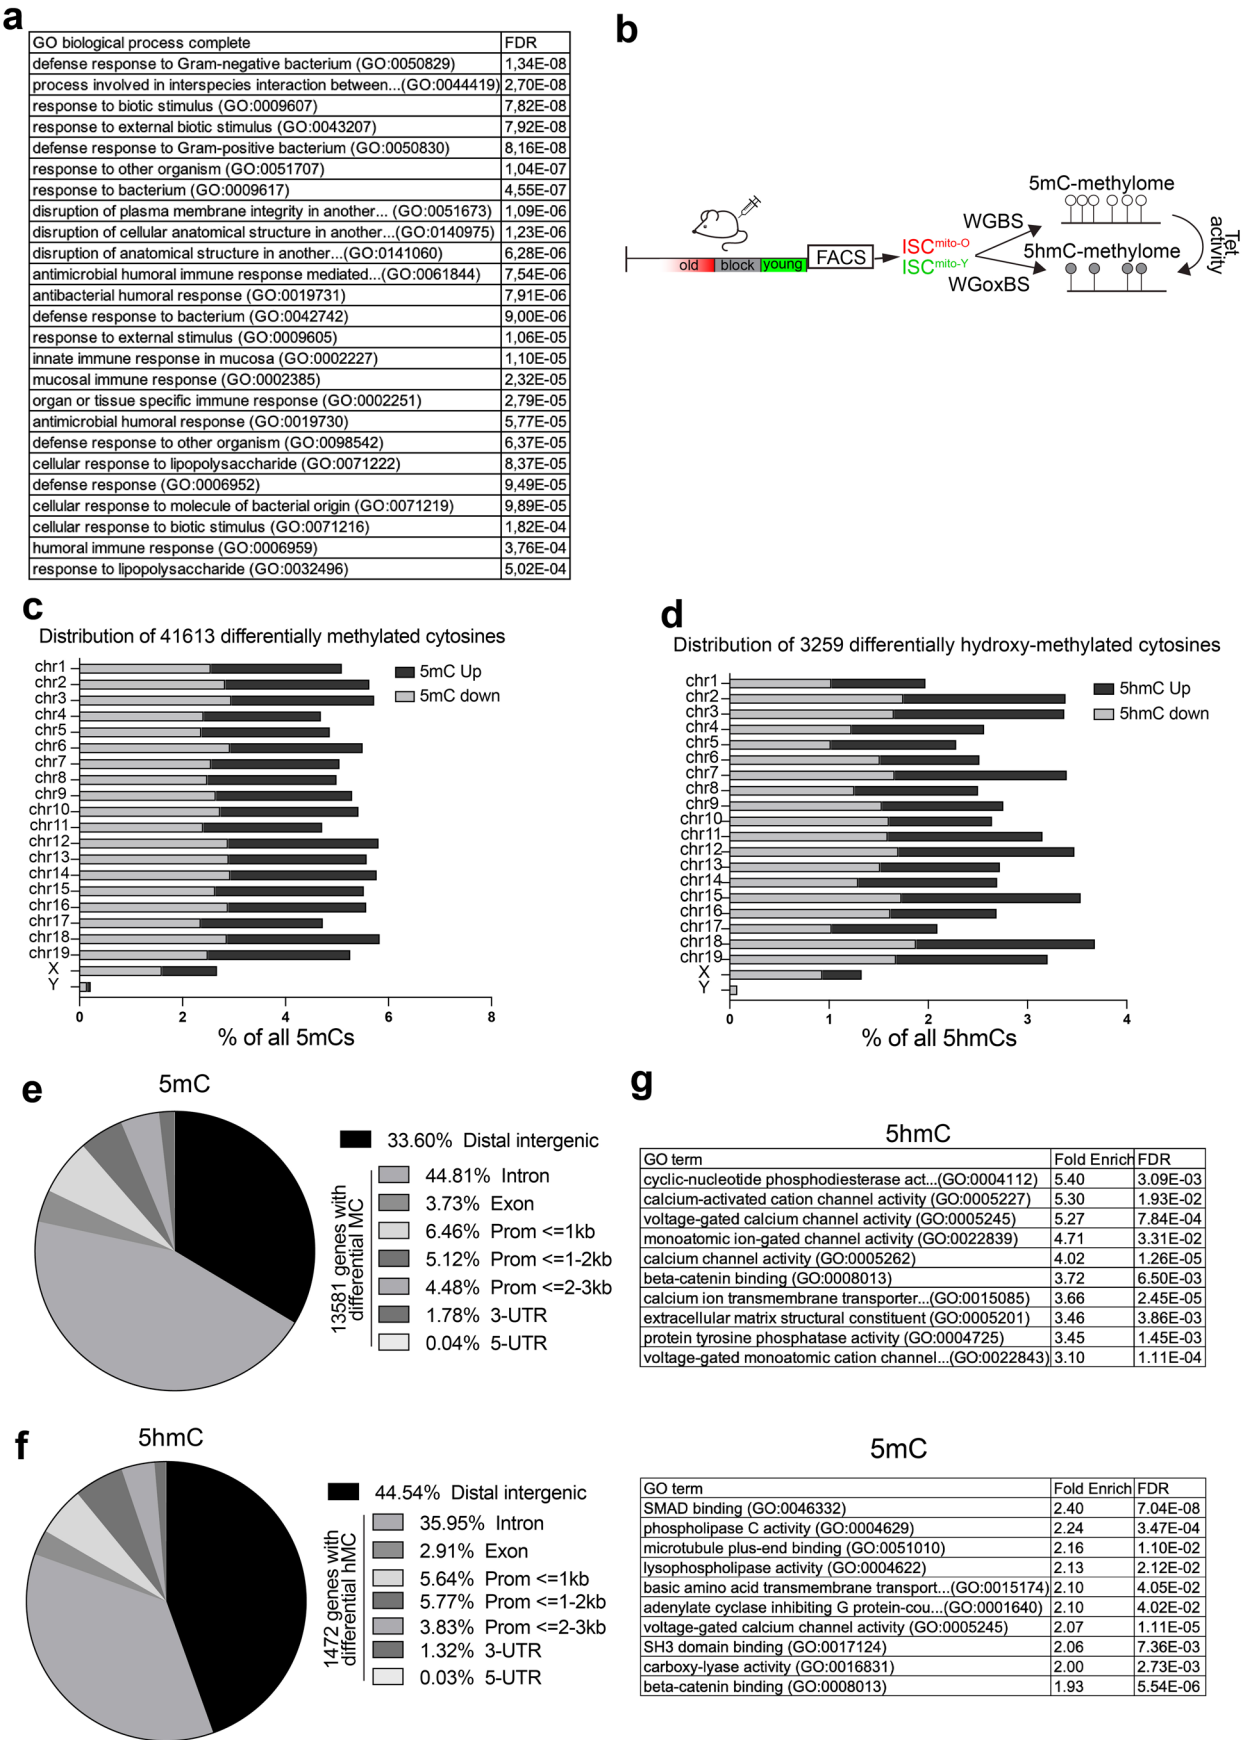 a
GO biological process complete FDR
defense response to Gram-negative bacterium (GO:0050829) 1,34E-08
process involved in interspecies interaction between...(GO:0044419) 2,70E-08
response to biotic stimulus (GO:0009607) 7,82E-08
response to external biotic stimulus (GO:0043207) 7,92E-08
defense response to Gram-positive bacterium (GO:0050830) 8,16E-08
response to other organism (GO:0051707) 1,04E-07
response to bacterium (GO:0009617) 4,55E-07
disruption of plasma membrane integrity in another... (GO:0051673) 1,09E-06
disruption of cellular anatomical structure in another...(GO:0140975) 1,23E-06
disruption of anatomical structure in another...(GO:0141060) 6,28E-06
antimicrobial humoral immune response mediated...(GO:0061844) 7,54E-06
antibacterial humoral response (GO:0019731) 7,91E-06
defense response to bacterium (GO:0042742) 9,00E-06
response to external stimulus (GO:0009605) 1,06E-05
innate immune response in mucosa (GO:0002227) 1,10E-05
mucosal immune response (GO:0002385) 2,32E-05
organ or tissue specific immune response (GO:0002251) 2,79E-05
antimicrobial humoral response (GO:0019730) 5,77E-05
defense response to other organism (GO:0098542) 6,37E-05
cellular response to lipopolysaccharide (GO:0071222) 8,37E-05
defense response (GO:0006952) 9,49E-05
cellular response to molecule of bacterial origin (GO:0071219) 9,89E-05
cellular response to biotic stimulus (GO:0071216) 1,82E-04
humoral immune response (GO:0006959) 3,76E-04
response to lipopolysaccharide (GO:0032496) 5,02E-04
b
old block young
FACS
ISCmito-O
ISCmito-Y
WGBS
WGoxBS
5mC-methylome
5hmC-methylome
Tet
activity
c
Distribution of 41613 differentially methylated cytosines
5mC Up
5mC down
chr1
chr2
chr3
chr4
chr5
chr6
chr7
chr8
chr9
chr10
chr11
chr12
chr13
chr14
chr15
chr16
chr17
chr18
chr19
X
Y
0 2 4 6 8
% of all 5mCs
d
Distribution of 3259 differentially hydroxy-methylated cytosines
5hmC Up
5hmC down
chr1
chr2
chr3
chr4
chr5
chr6
chr7
chr8
chr9
chr10
chr11
chr12
chr13
chr14
chr15
chr16
chr17
chr18
chr19
X
Y
0 1 2 3 4
% of all 5hmCs
e
5mC
33.60% Distal intergenic
13581 genes with
differential MC
44.81% Intron
3.73% Exon
6.46% Prom <=1kb
5.12% Prom <=1-2kb
4.48% Prom <=2-3kb
1.78% 3-UTR
0.04% 5-UTR
f
5hmC
44.54% Distal intergenic
1472 genes with
differential hMC
35.95% Intron
2.91% Exon
5.64% Prom <=1kb
5.77% Prom <=1-2kb
3.83% Prom <=2-3kb
1.32% 3-UTR
0.03% 5-UTR
g
5hmC
GO term Fold Enrich FDR
cyclic-nucleotide phosphodiesterase act...(GO:0004112) 5.40 3.09E-03
calcium-activated cation channel activity (GO:0005227) 5.30 1.93E-02
voltage-gated calcium channel activity (GO:0005245) 5.27 7.84E-04
monoatomic ion-gated channel activity (GO:0022839) 4.71 3.31E-02
calcium channel activity (GO:0005262) 4.02 1.26E-05
beta-catenin binding (GO:0008013) 3.72 6.50E-03
calcium ion transmembrane transporter...(GO:0015085) 3.66 2.45E-05
extracellular matrix structural constituent (GO:0005201) 3.46 3.86E-03
protein tyrosine phosphatase activity (GO:0004725) 3.45 1.45E-03
voltage-gated monoatomic cation channel...(GO:0022843) 3.10 1.11E-04
5mC
GO term Fold Enrich FDR
SMAD binding (GO:0046332) 2.40 7.04E-08
phospholipase C activity (GO:0004629) 2.24 3.47E-04
microtubule plus-end binding (GO:0051010) 2.16 1.10E-02
lysophospholipase activity (GO:0004622) 2.13 2.12E-02
basic amino acid transmembrane transport...(GO:0015174) 2.10 4.05E-02
adenylate cyclase inhibiting G protein-cou...(GO:0001640) 2.10 4.02E-02
voltage-gated calcium channel activity (GO:0005245) 2.07 1.11E-05
SH3 domain binding (GO:0017124) 2.06 7.36E-03
carboxy-lyase activity (GO:0016831) 2.00 2.73E-03
beta-catenin binding (GO:0008013) 1.93 5.54E-06